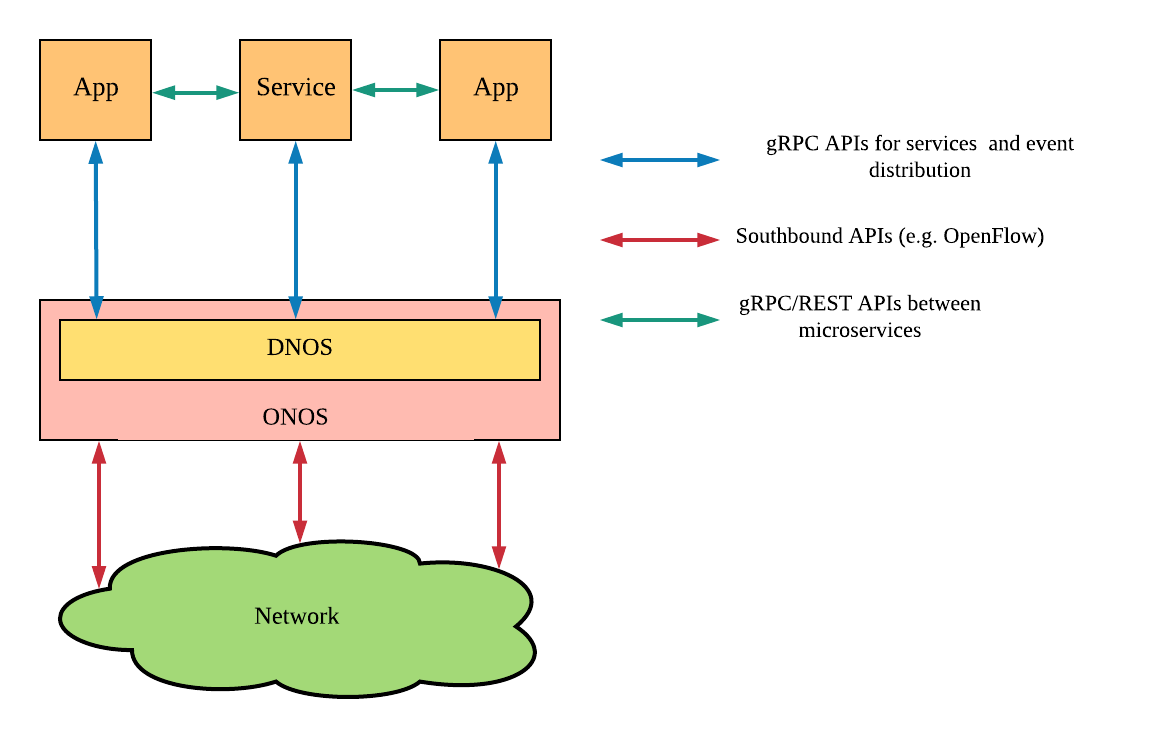 App
Service
App
gRPC APIs for services  and event
distribution
Southbound APIs (e.g. OpenFlow)
gRPC/REST APIs between
microservices
DNOS
ONOS
Network